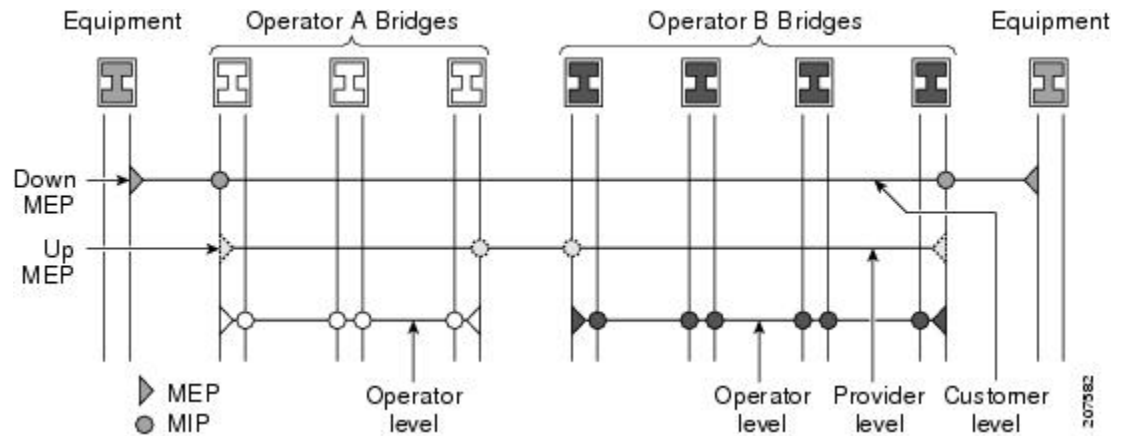 Equipment
Operator A Bridges
Operator B Bridges
Equipment
Down
MEP
Up
MEP
MEP
MIP
Operator
level
Operator
level
Provider
level
Customer
level
207582